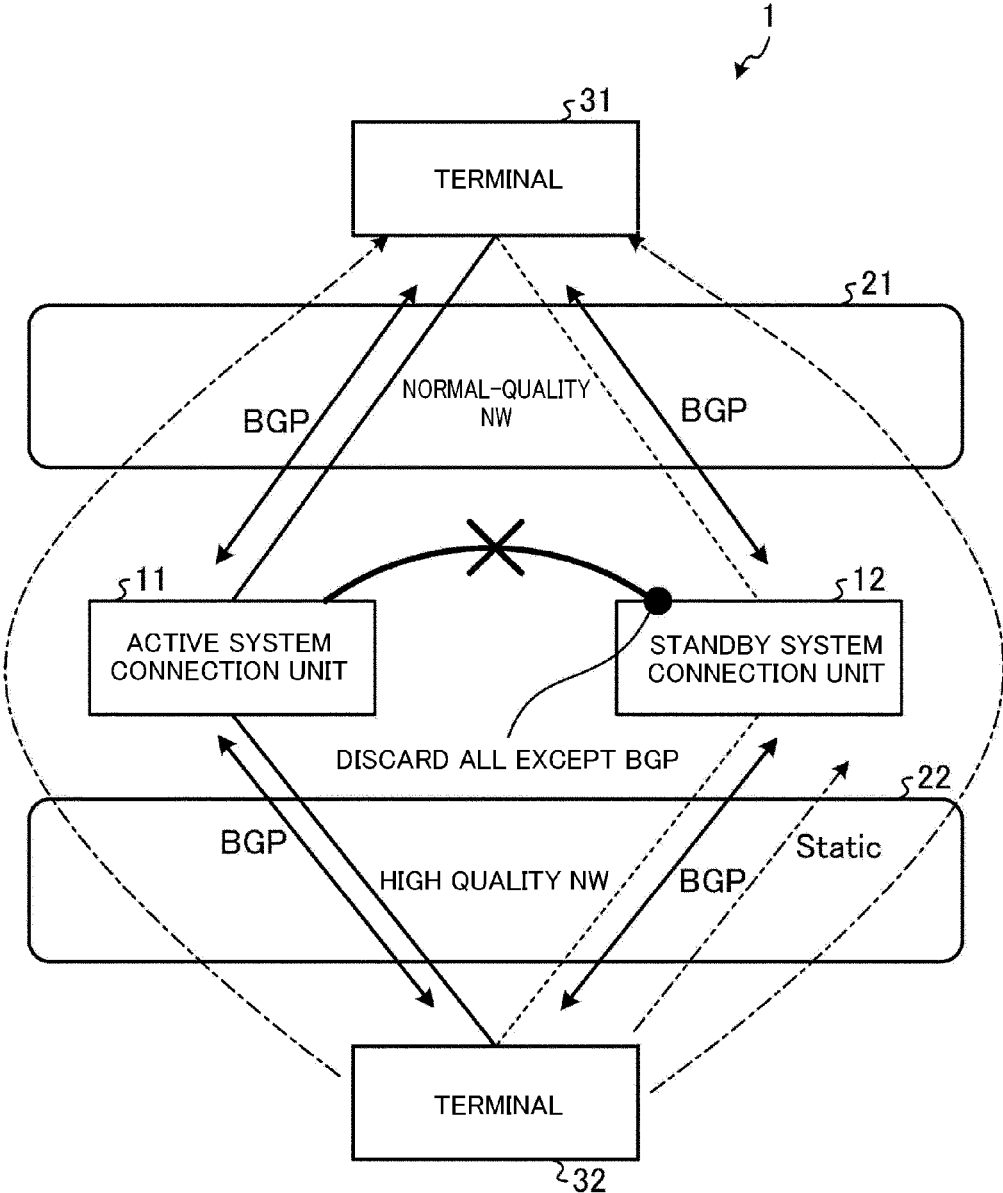 1
31
TERMINAL
21
NORMAL-QUALITY
NW
BGP
BGP
11
12
ACTIVE SYSTEM
CONNECTION UNIT
STANDBY SYSTEM
CONNECTION UNIT
DISCARD ALL EXCEPT BGP
22
BGP
Static
HIGH QUALITY NW
BGP
TERMINAL
32